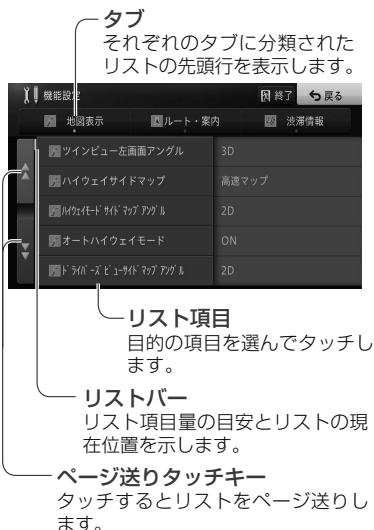 タブ
それぞれのタブに分類された
リストの先頭行を表示します。
機能設定 終了 戻る
地図表示 ルート・案内 渋滞情報
ツインビュー左画面アングル 3D
ハイウェイサイドマップ 高速マップ
ﾊｲｳｪｲﾓｰﾄﾞ ｻｲﾄﾞ ﾏｯﾌﾟ ｱﾝｸﾞﾙ 2D
オートハイウェイモード ON
ﾄﾞﾗｲﾊﾞｰｽﾞﾋﾞｭｰｻｲﾄﾞﾏｯﾌﾟ ｱﾝｸﾞﾙ 2D
リスト項目
目的の項目を選んでタッチし
ます。
リストバー
リスト項目量の目安とリストの現
在位置を示します。
ページ送りタッチキー
タッチするとリストをページ送りし
ます。